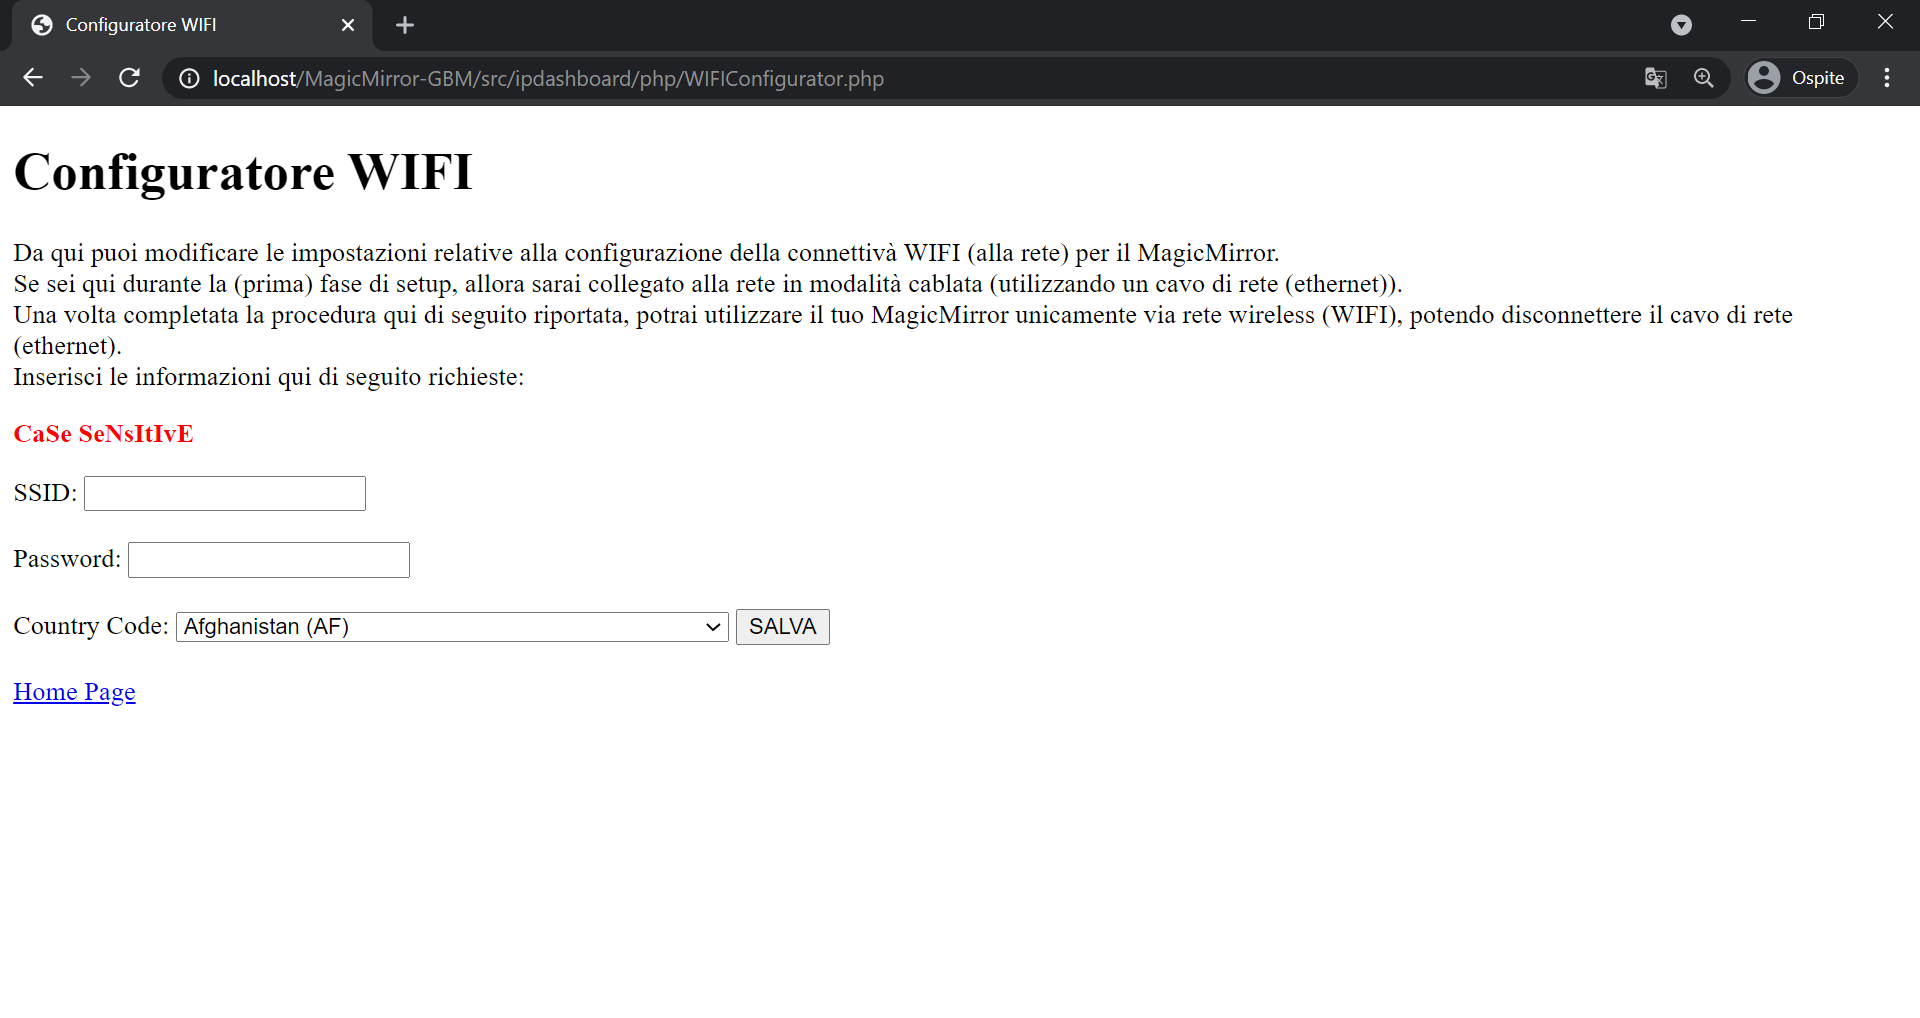 Configuratore WIFI
localhost/MagicMirror-GBM/src/ipdashboard/php/WIFIConfigurator.php
Ospite
Configuratore WIFI
Da qui puoi modificare le impostazioni relative alla configurazione della connettivà WIFI (alla rete) per il MagicMirror.
Se sei qui durante la (prima) fase di setup, allora sarai collegato alla rete in modalità cablata (utilizzando un cavo di rete (ethernet)).
Una volta completata la procedura qui di seguito riportata, potrai utilizzare il tuo MagicMirror unicamente via rete wireless (WIFI), potendo disconnettere il cavo di rete
(ethernet).
Inserisci le informazioni qui di seguito richieste:
CaSe SeNsItIvE
SSID:
Password:
Country Code: Afghanistan (AF) SALVA
Home Page